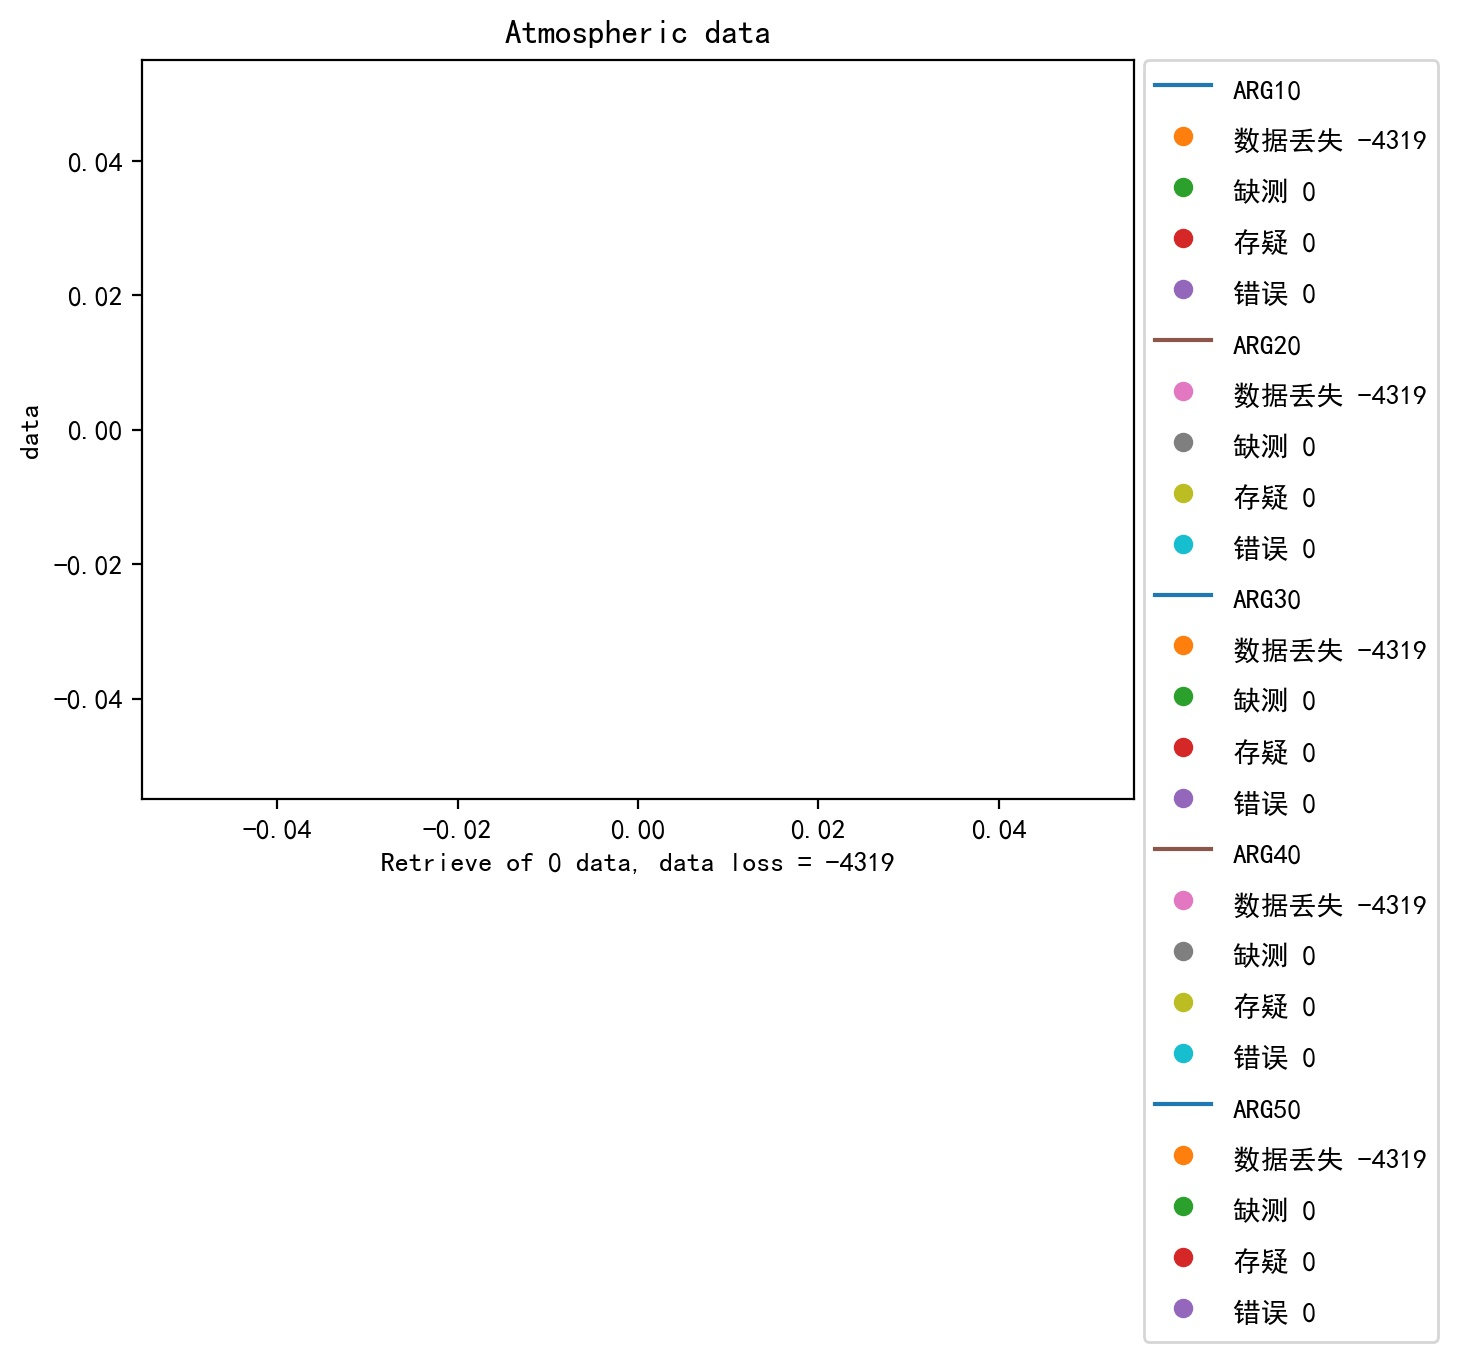 Atmospheric data
0.04
0.02
0.00
−0.02
−0.04
data
−0.04 −0.02 0.00 0.02 0.04
Retrieve of 0 data, data loss = -4319
ARG10
数据丢失 -4319
缺测 0
存疑 0
错误 0
ARG20
数据丢失 -4319
缺测 0
存疑 0
错误 0
ARG30
数据丢失 -4319
缺测 0
存疑 0
错误 0
ARG40
数据丢失 -4319
缺测 0
存疑 0
错误 0
ARG50
数据丢失 -4319
缺测 0
存疑 0
错误 0